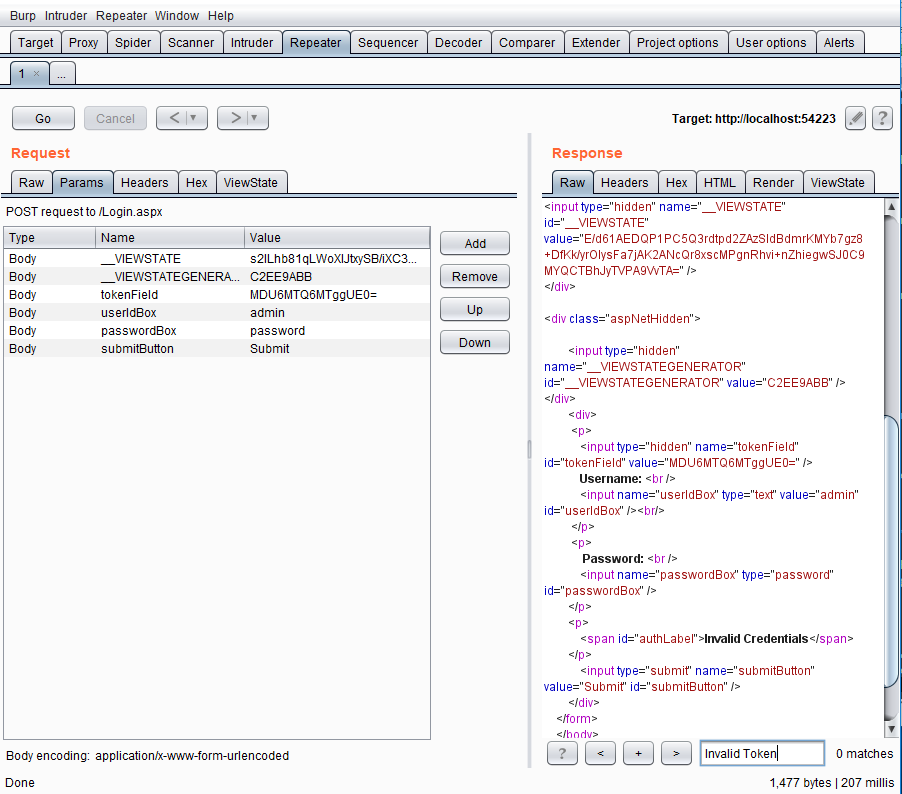 Burp Intruder Repeater Window Help
Target Proxy Spider Scanner Intruder Repeater Sequencer Decoder Comparer Extender Project options User options Alerts
1 × ...
Go Cancel < ▼ > ▼ Target: http://localhost:54223 ?
Request
Raw Params Headers Hex ViewState
POST request to /Login.aspx
Type Name Value
Body __VIEWSTATE s2ILhb81qLWoXlJtxySB/iXC3...
Body __VIEWSTATEGENERA... C2EE9ABB
Body tokenField MDU6MTQ6MTggUE0=
Body userIdBox admin
Body passwordBox password
Body submitButton Submit
Add
Remove
Up
Down
Body encoding: application/x-www-form-urlencoded
Done
Response
Raw Headers Hex HTML Render ViewState
<input type="hidden" name="__VIEWSTATE"
id="__VIEWSTATE"
value="E/d61AEDQP1PC5Q3rdtpd2ZAzSldBdmrKMYb7gz8
+DfKk/yrOlysFa7jAK2ANcQr8xscMPgnRhvi+nZhiegwSJ0C9
MYQCTBhJyTVPA9VvTA=" />
</div>
<div class="aspNetHidden">
<input type="hidden"
name="__VIEWSTATEGENERATOR"
id="__VIEWSTATEGENERATOR" value="C2EE9ABB" />
</div>
<div>
<p>
<input type="hidden" name="tokenField"
id="tokenField" value="MDU6MTQ6MTggUE0=" />
Username: <br />
<input name="userIdBox" type="text" value="admin"
id="userIdBox" /><br/>
</p>
<p>
Password: <br />
<input name="passwordBox" type="password"
id="passwordBox" />
</p>
<p>
<span id="authLabel">Invalid Credentials</span>
</p>
<input type="submit" name="submitButton"
value="Submit" id="submitButton" />
</div>
</form>
</body>
? < + > Invalid Token 0 matches
1,477 bytes | 207 millis